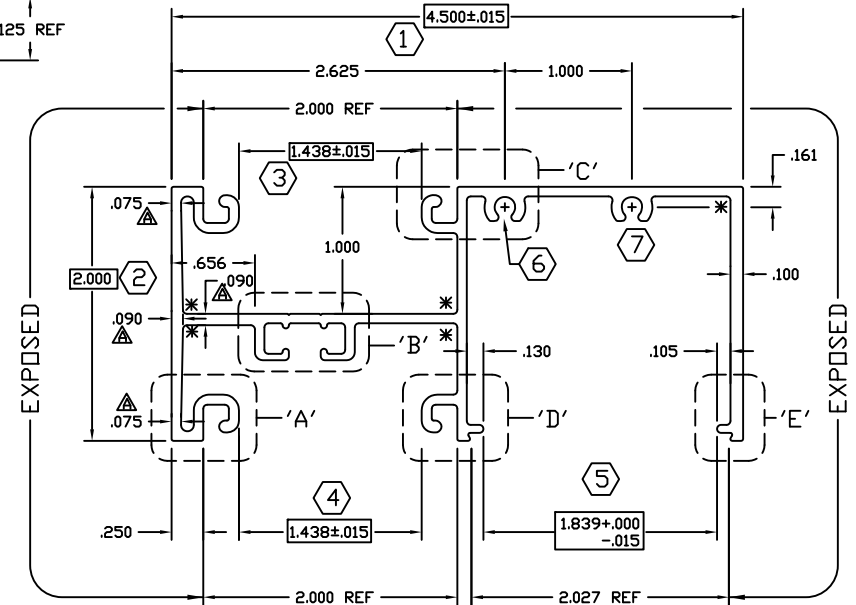 4.500±.015
125 REF
1
2.625
1.000
2.000 REF
1.438±.015
'C'
.161
3
.075
A
6
7
1.000
2.000
2
.656
.090
A
.100
.090
A
'B'
.130
.105
EXPOSED
EXPOSED
A
.075
'A'
'D'
'E'
4
5
.250
1.438±.015
1.839+.000
-.015
2.000 REF
2.027 REF